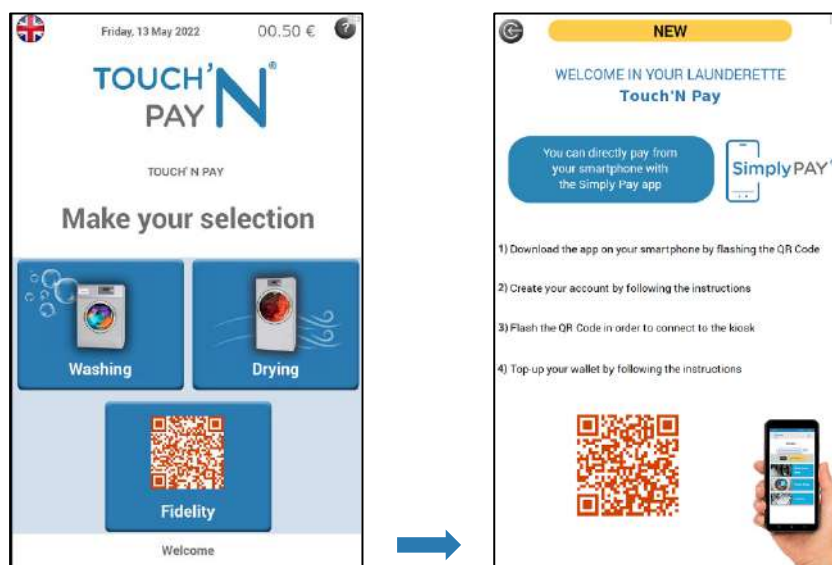 Friday, 13 May 2022
00.50 €
?
TOUCH'N®
PAY
TOUCH' N PAY
Make your selection
Washing
Drying
Fidelity
Welcome
NEW
WELCOME IN YOUR LAUNDERETTE
Touch'N Pay
You can directly pay from
your smartphone with
the Simply Pay app
SimplyPAY
1) Download the app on your smartphone by flashing the QR Code
2) Create your account by following the instructions
3) Flash the QR Code in order to connect to the kiosk
4) Top-up your wallet by following the instructions